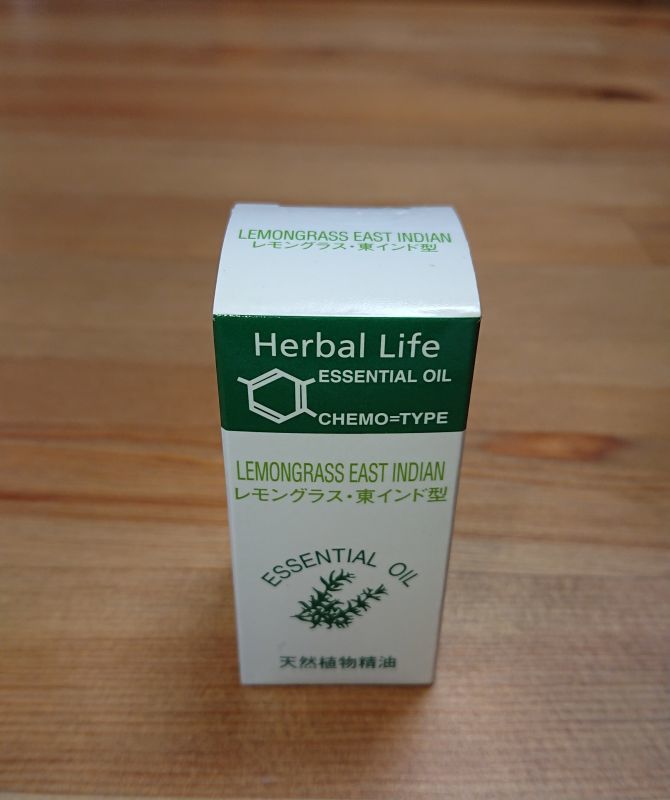 LEMONGRASS EAST INDIAN
レモングラス・東インド型
Herbal Life
ESSENTIAL OIL
CHEMO=TYPE
LEMONGRASS EAST INDIAN
レモングラス・東インド型
ESSENTIAL OIL
天然植物精油